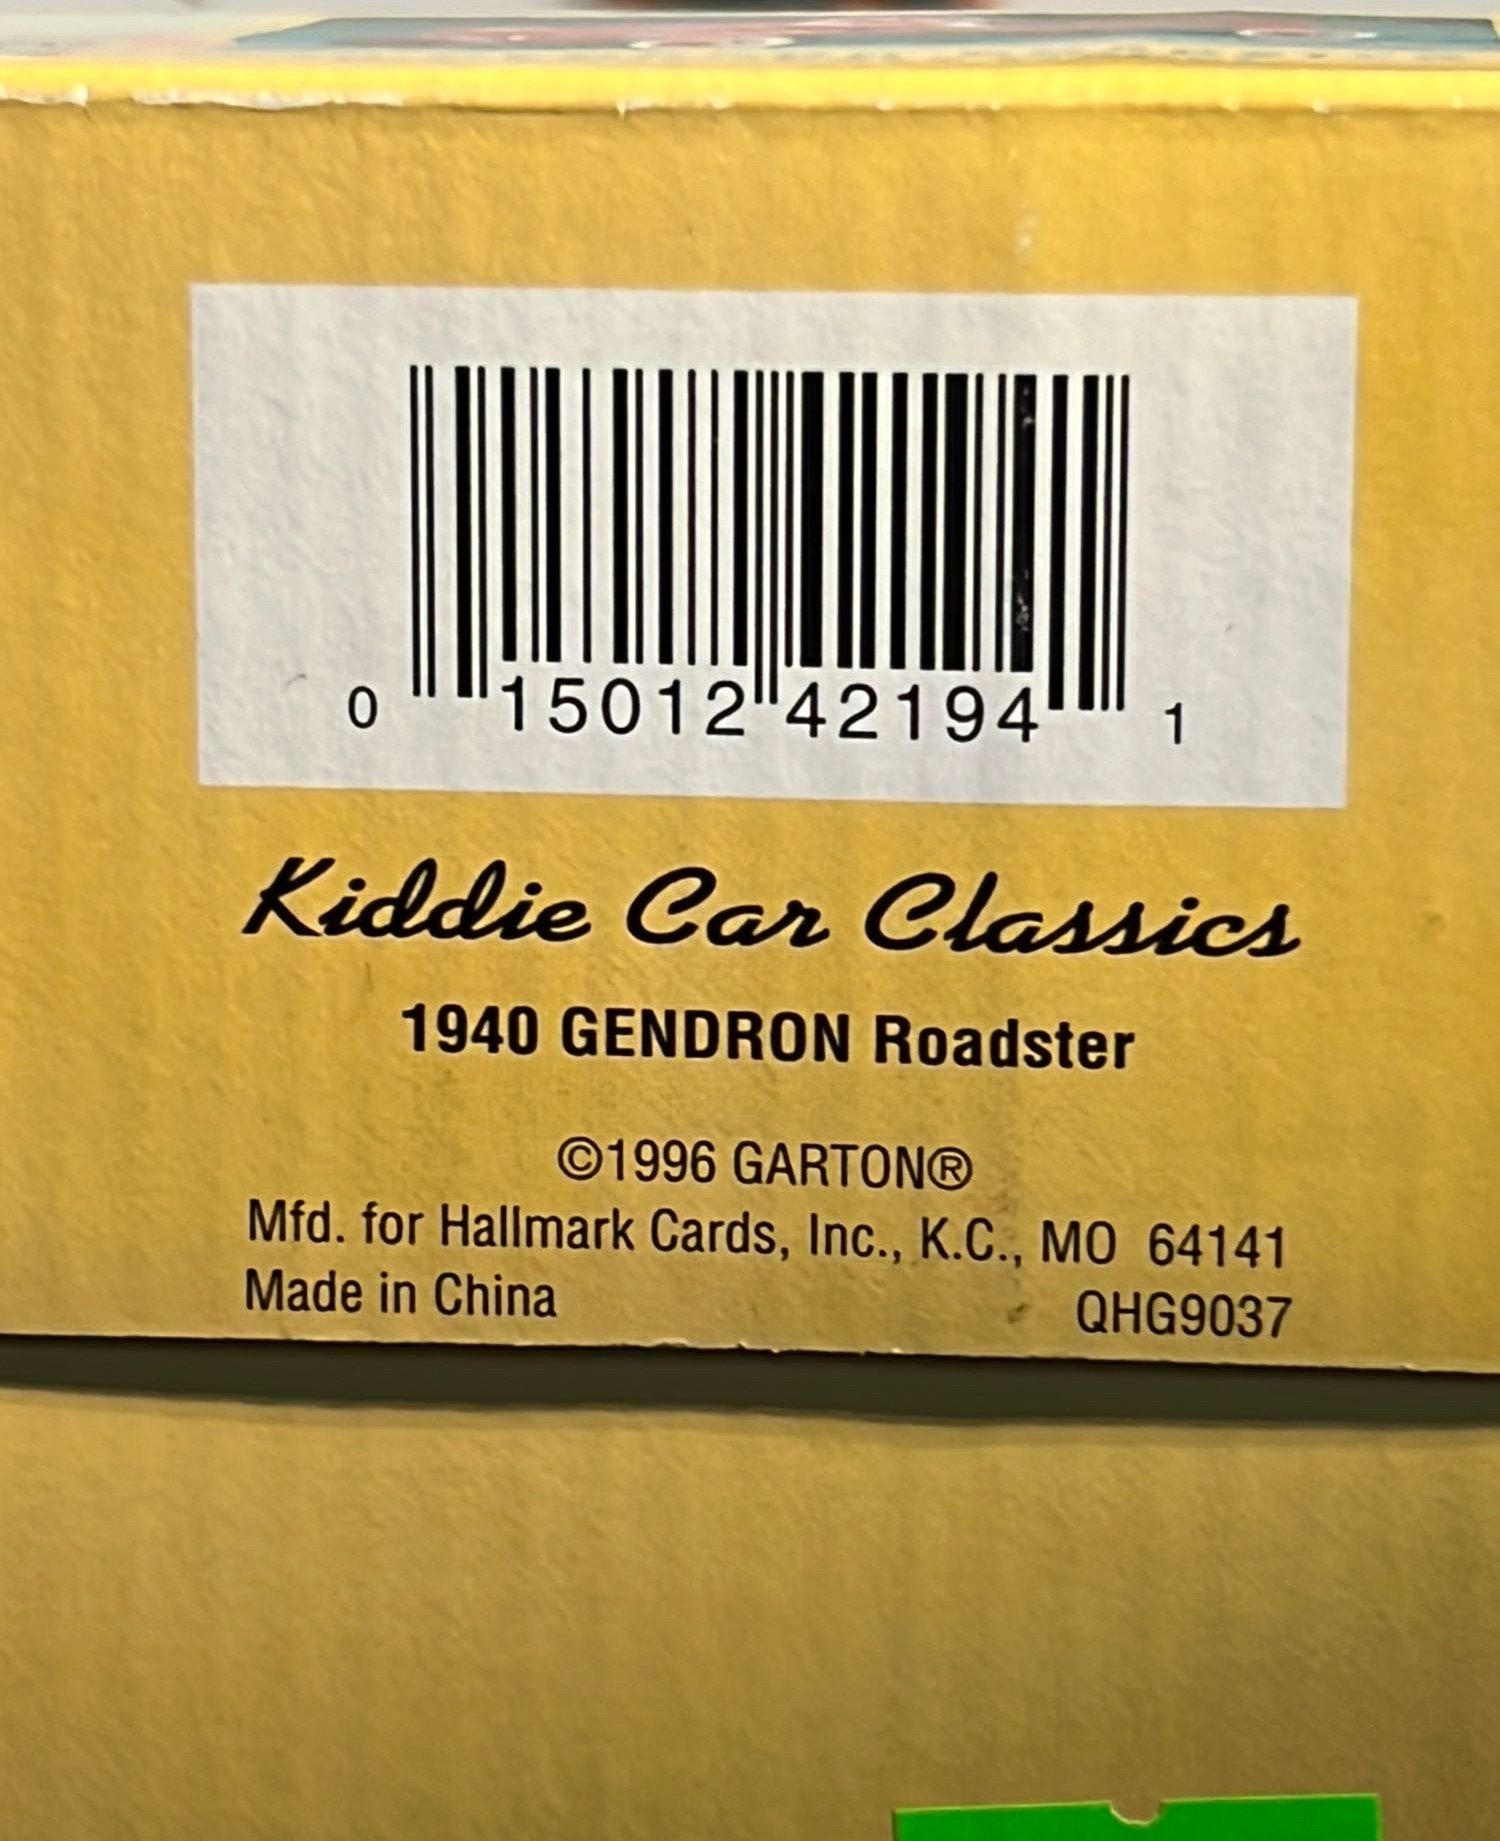 0 15012 42194 1
Kiddie Car Classics
1940 GENDRON Roadster
©1996 GARTON®
Mfd. for Hallmark Cards, Inc., K.C., MO 64141
Made in China QHG9037